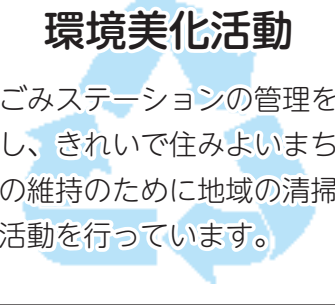 環境美化活動
ごみステーションの管理を
し、きれいで住みよいまち
の維持のために地域の清掃
活動を行っています。